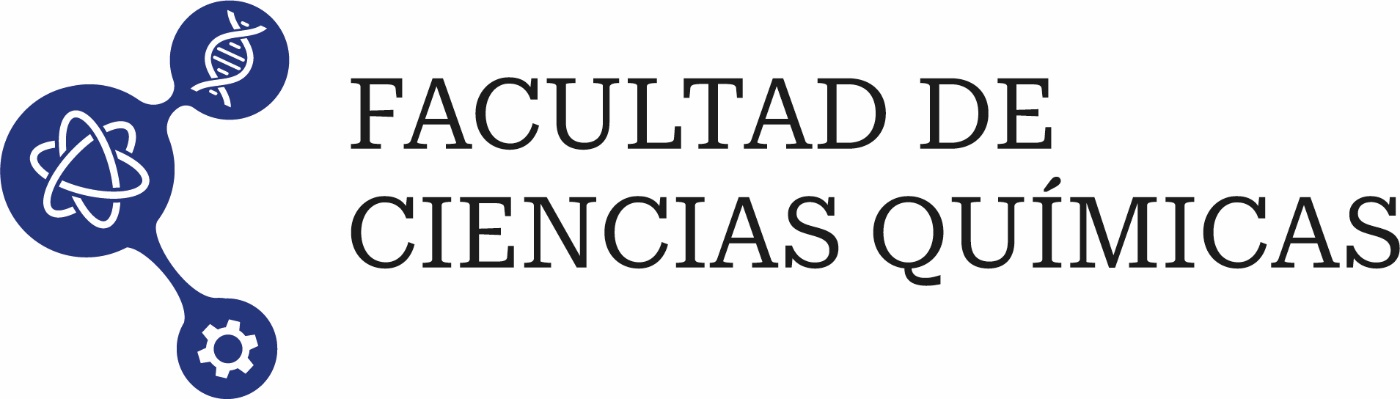 FACULTAD DE
CIENCIAS QUÍMICAS